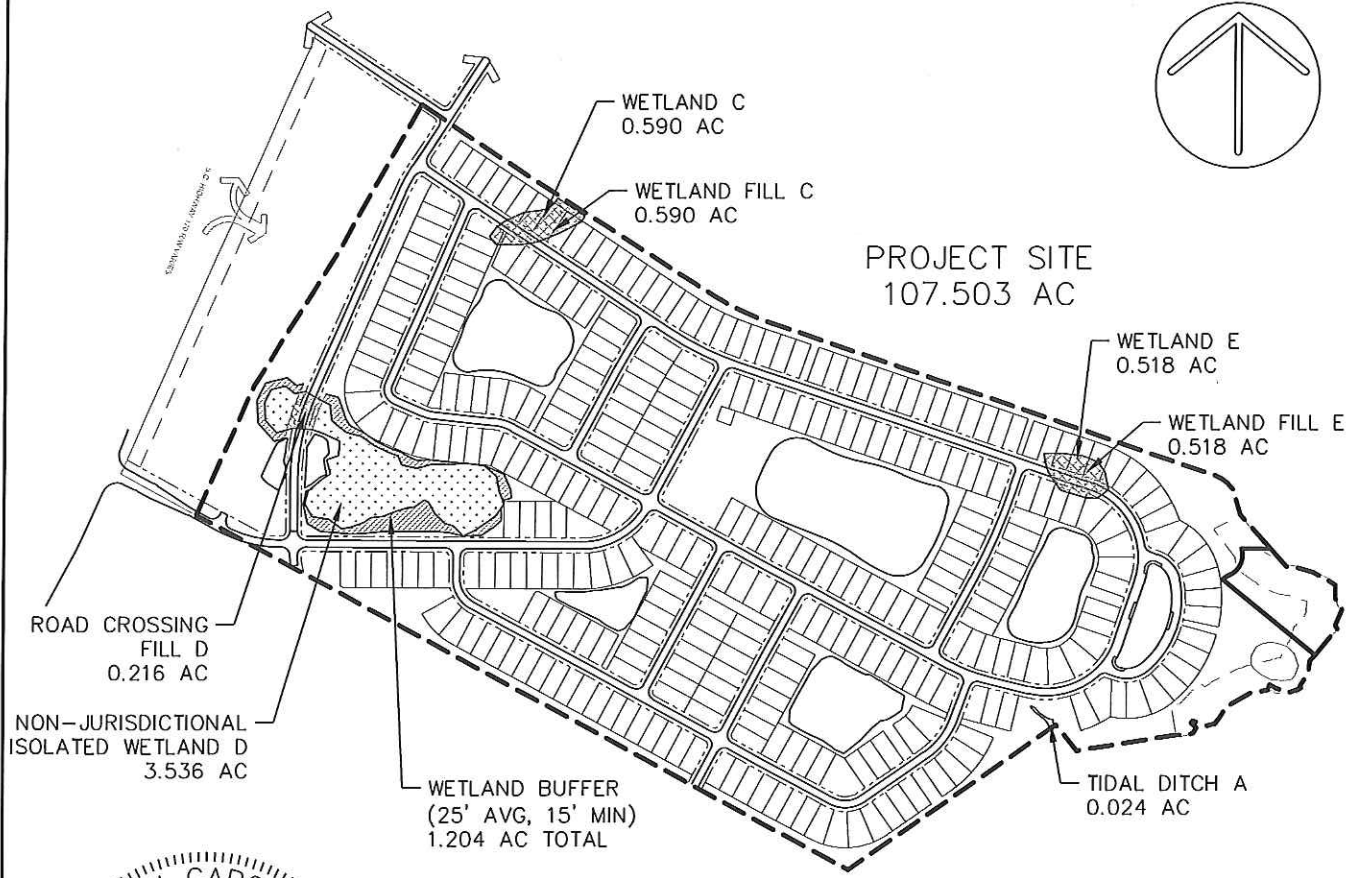 WETLAND C
0.590 AC
WETLAND FILL C
0.590 AC
PROJECT SITE
107.503 AC
WETLAND E
0.518 AC
WETLAND FILL E
0.518 AC
ROAD CROSSING
FILL D
0.216 AC
NON-JURISDICTIONAL
ISOLATED WETLAND D
3.536 AC
WETLAND BUFFER
(25' AVG, 15' MIN)
1.204 AC TOTAL
TIDAL DITCH A
0.024 AC